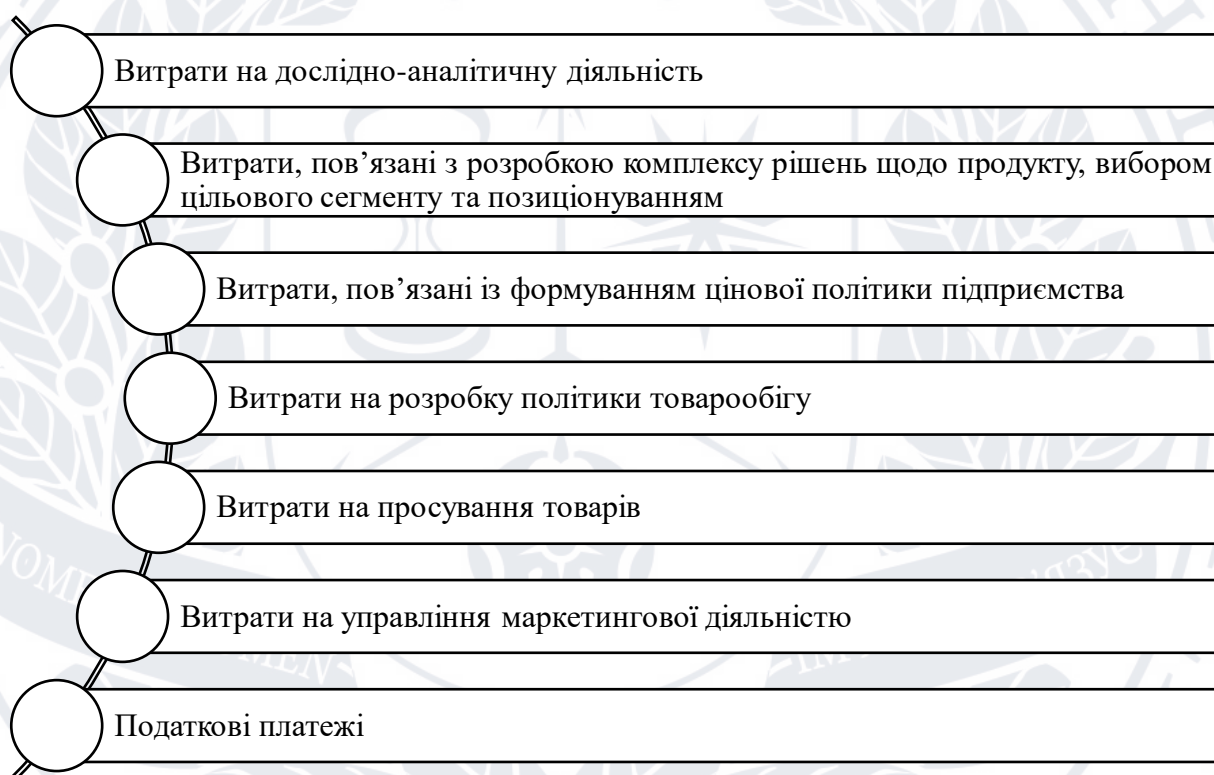 Витрати на дослідно-аналітичну діяльність
Витрати, пов’язані з розробкою комплексу рішень щодо продукту, вибором
цільового сегменту та позиціонуванням
Витрати, пов’язані із формуванням цінової політики підприємства
Витрати на розробку політики товарообігу
Витрати на просування товарів
Витрати на управління маркетингової діяльністю
Податкові платежі